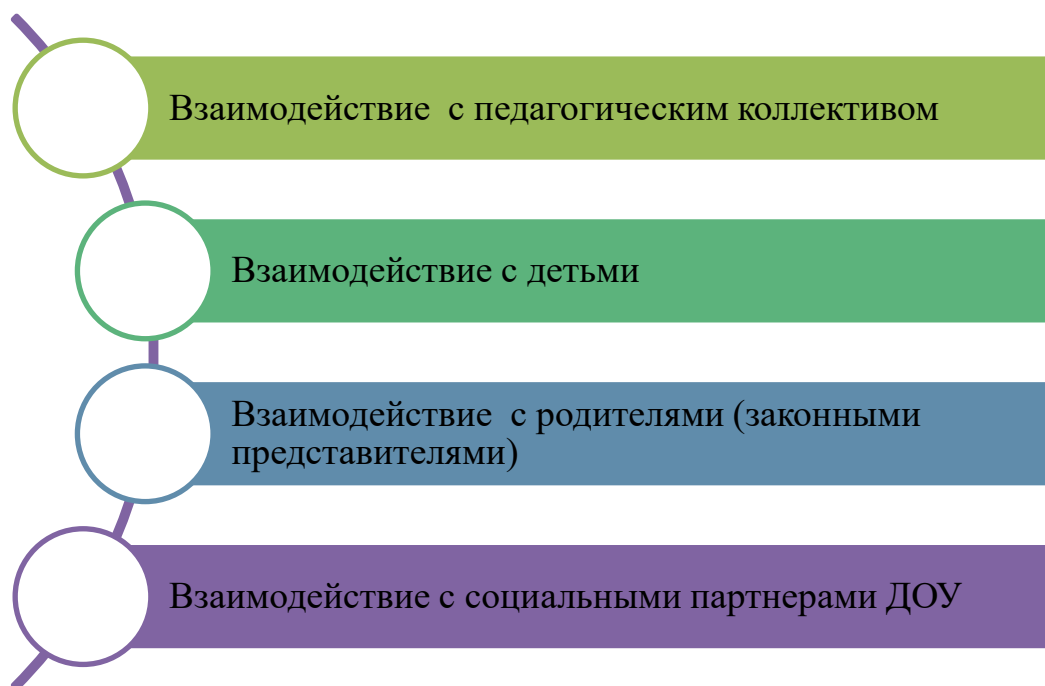 Взаимодействие  с педагогическим коллективом
Взаимодействие с детьми
Взаимодействие  с родителями (законными
представителями)
Взаимодействие с социальными партнерами ДОУ